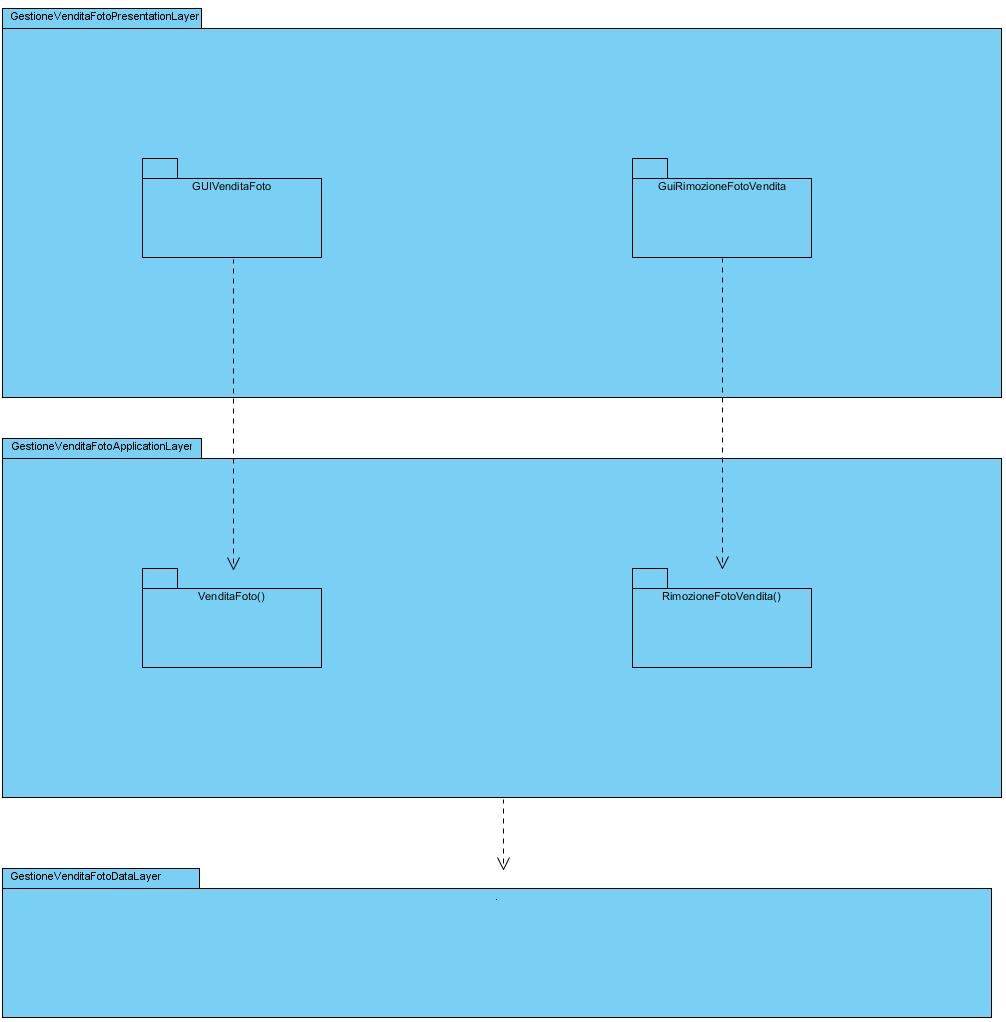 GestioneVenditaFotoPresentationLayer
GUIVenditaFoto
GuiRimozioneFotoVendita
GestioneVenditaFotoApplicationLayer
VenditaFoto()
RimozioneFotoVendita()
GestioneVenditaFotoDataLayer
.